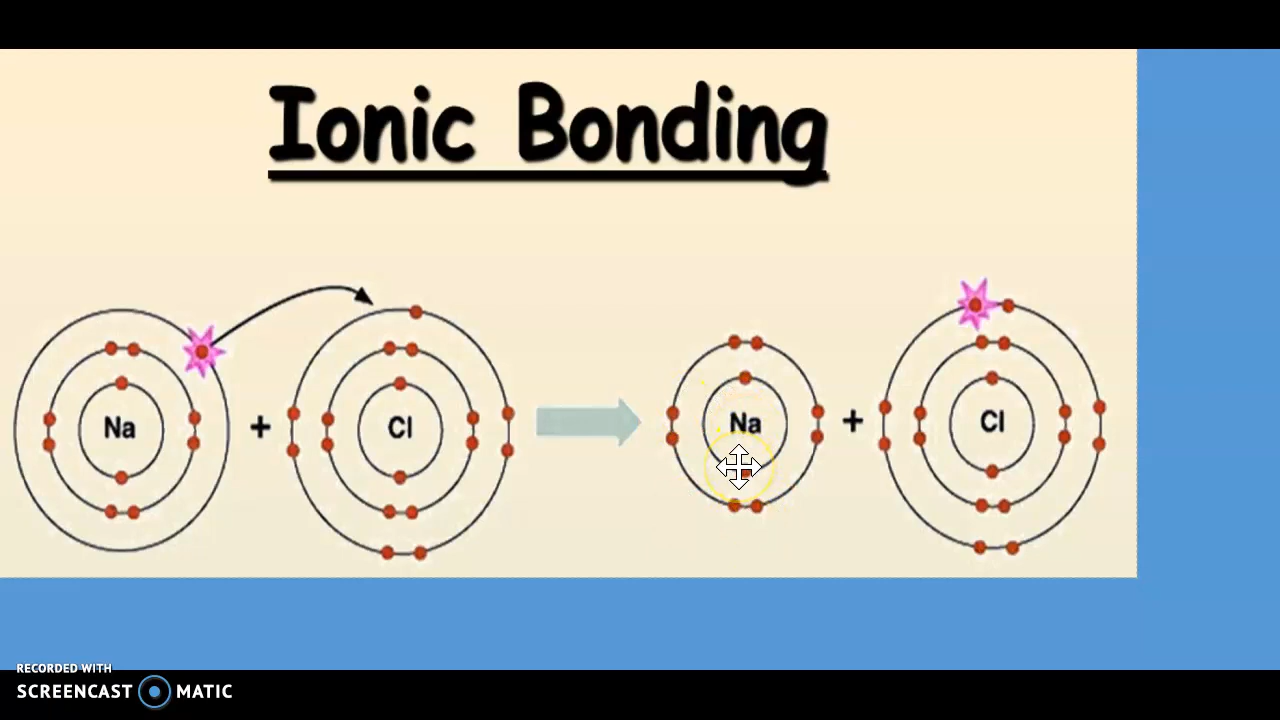 Ionic Bonding
Na + Cl Na + Cl
RECORDED WITH
SCREENCAST MATIC